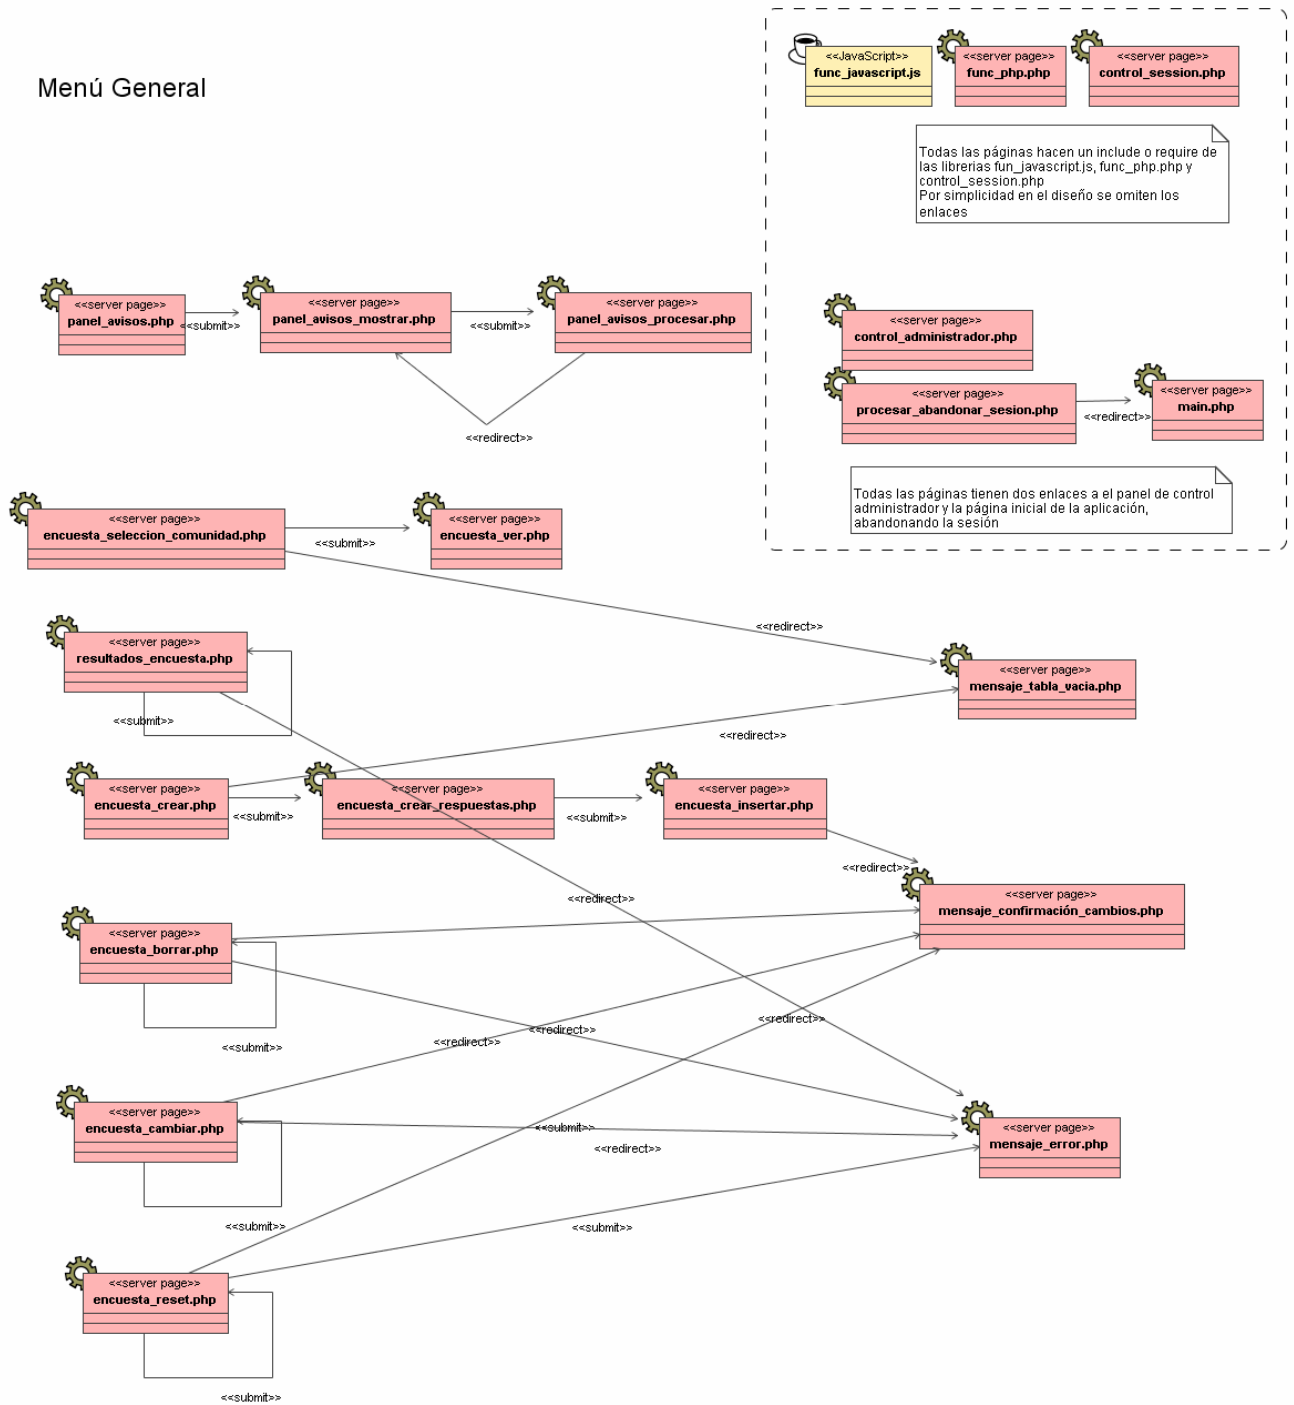 Menú General
<<JavaScript>>
func_javascript.js
<<server page>>
func_php.php
<<server page>>
control_session.php
Todas las páginas hacen un include o require de
las librerias fun_javascript.js, func_php.php y
control_session.php
Por simplicidad en el diseño se omiten los
enlaces
<<server page>>
panel_avisos.php
<<submit>>
<<server page>>
panel_avisos_mostrar.php
<<submit>>
<<server page>>
panel_avisos_procesar.php
<<redirect>>
<<server page>>
control_administrador.php
<<server page>>
procesar_abandonar_sesion.php
<<redirect>>
<<server page>>
main.php
Todas las páginas tienen dos enlaces a el panel de control
administrador y la página inicial de la aplicación,
abandonando la sesión
<<server page>>
encuesta_seleccion_comunidad.php
<<submit>>
<<server page>>
encuesta_ver.php
<<redirect>>
<<server page>>
resultados_encuesta.php
<<submit>>
<<server page>>
mensaje_tabla_vacia.php
<<redirect>>
<<server page>>
encuesta_crear.php
<<submit>>
<<server page>>
encuesta_crear_respuestas.php
<<submit>>
<<server page>>
encuesta_insertar.php
<<redirect>>
<<redirect>>
<<server page>>
mensaje_confirmación_cambios.php
<<server page>>
encuesta_borrar.php
<<submit>>
<<redirect>>
<<redirect>>
<<redirect>>
<<server page>>
encuesta_cambiar.php
<<submit>>
<<redirect>>
<<server page>>
mensaje_error.php
<<submit>>
<<submit>>
<<server page>>
encuesta_reset.php
<<submit>>